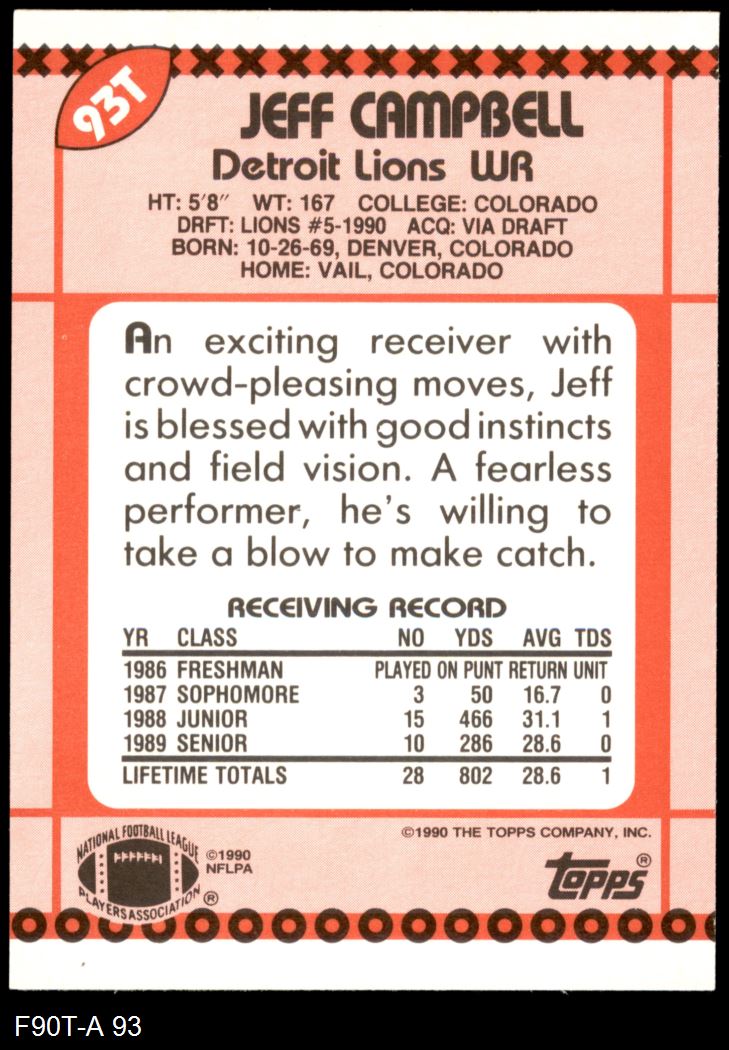 93T
JEFF CAMPBELL
Detroit Lions WR
HT: 5'8" WT: 167 COLLEGE: COLORADO
DRFT: LIONS #5-1990 ACQ: VIA DRAFT
BORN: 10-26-69, DENVER, COLORADO
HOME: VAIL, COLORADO
An exciting receiver with
crowd-pleasing moves, Jeff
is blessed with good instincts
and field vision. A fearless
performer, he's willing to
take a blow to make catch.
RECEIVING RECORD
YR CLASS NO YDS AVG TDS
1986 FRESHMAN PLAYED ON PUNT RETURN UNIT
1987 SOPHOMORE 3 50 16.7 0
1988 JUNIOR 15 466 31.1 1
1989 SENIOR 10 286 28.6 0
LIFETIME TOTALS 28 802 28.6 1
©1990 THE TOPPS COMPANY, INC.
NATIONAL FOOTBALL LEAGUE
PLAYERS ASSOCIATION ®
©1990
NFLPA
topps ®
F90T-A 93